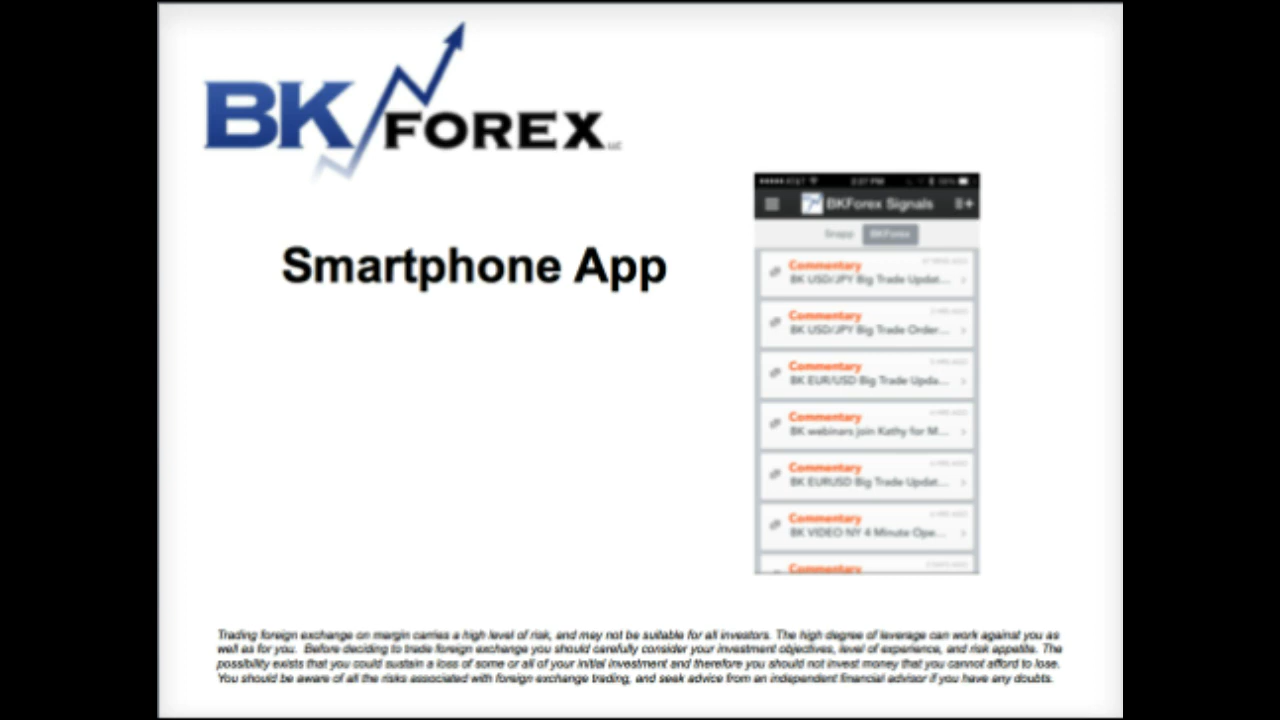 BK FOREX LLC
Smartphone App
AT&T 2:27 PM
BKForex Signals
Snapp BKForex
Commentary
BK USD/JPY Big Trade Updat...
Commentary
BK USD/JPY Big Trade Order...
Commentary
BK EUR/USD Big Trade Upda...
Commentary
BK webinars join Kathy for M...
Commentary
BK EURUSD Big Trade Updat...
Commentary
BK VIDEO NY 4 Minute Ope...
Commentary
Trading foreign exchange on margin carries a high level of risk, and may not be suitable for all investors. The high degree of leverage can work against you as
well as for you. Before deciding to trade foreign exchange you should carefully consider your investment objectives, level of experience, and risk appetite. The
possibility exists that you could sustain a loss of some or all of your initial investment and therefore you should not invest money that you cannot afford to lose.
You should be aware of all the risks associated with foreign exchange trading, and seek advice from an independent financial advisor if you have any doubts.